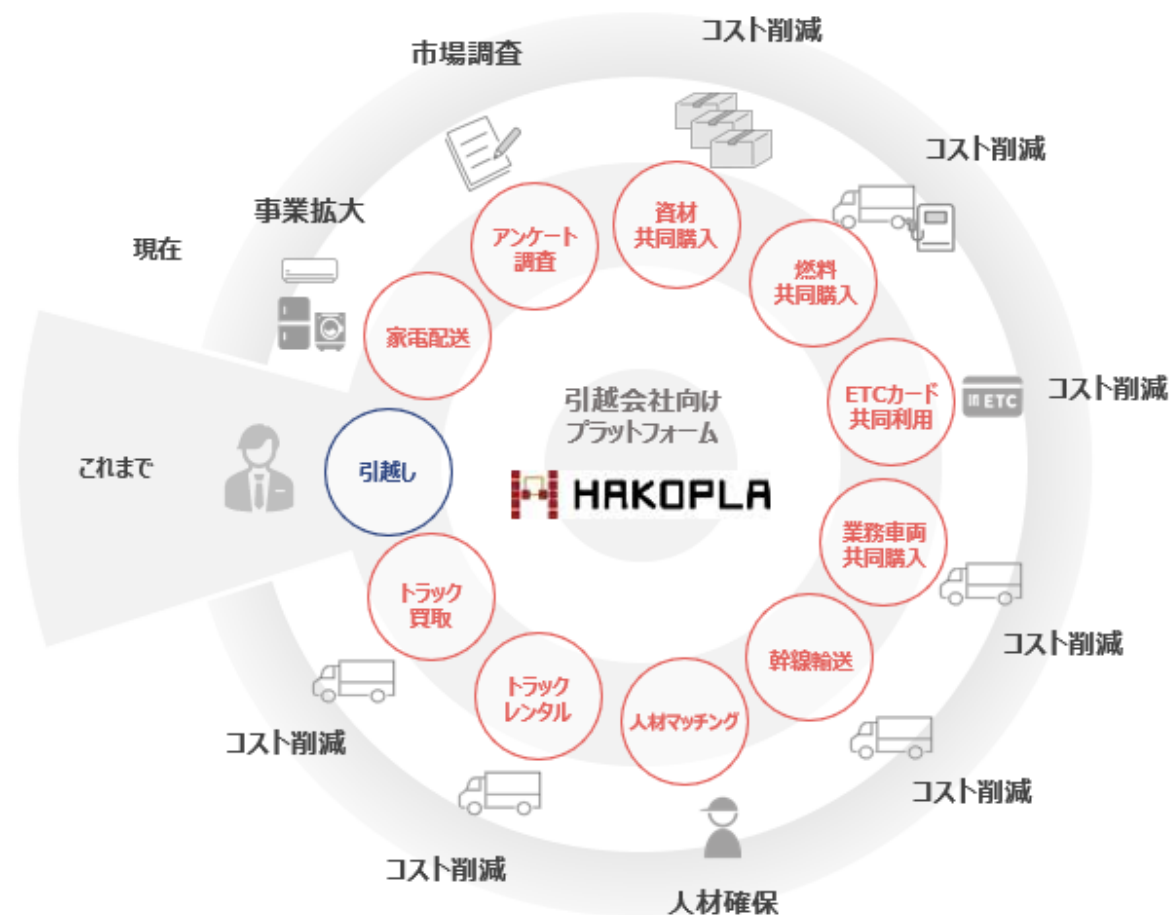 コスト削減
市場調査
コスト削減
事業拡大
現在
資材
共同購入
アンケート
調査
燃料
共同購入
家電配送
引越会社向け
プラットフォーム
ETCカード
共同利用
ETC
コスト削減
これまで
引越し
HAKOPLA
業務車両
共同購入
トラック
買取
コスト削減
幹線輸送
トラック
レンタル
人材マッチング
コスト削減
コスト削減
コスト削減
人材確保